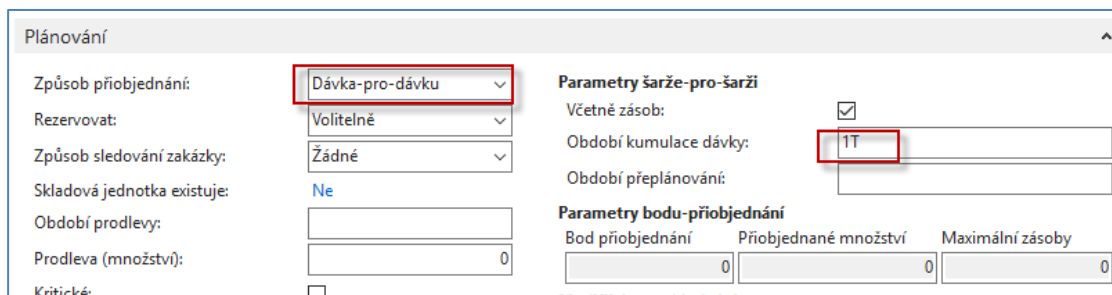 Plánování
Způsob přiobjednání: Dávka-pro-dávku
Rezervovat: Volitelně
Způsob sledování zakázky: Žádné
Skladová jednotka existuje: Ne
Období prodlevy:
Prodleva (množství): 0
Kritické:
Parametry šarže-pro-šarži
Včetně zásob:
Období kumulace dávky: 1T
Období přeplánování:
Parametry bodu-přiobjednání
Bod přiobjednání Přiobjednané množství Maximální zásoby
0 0 0